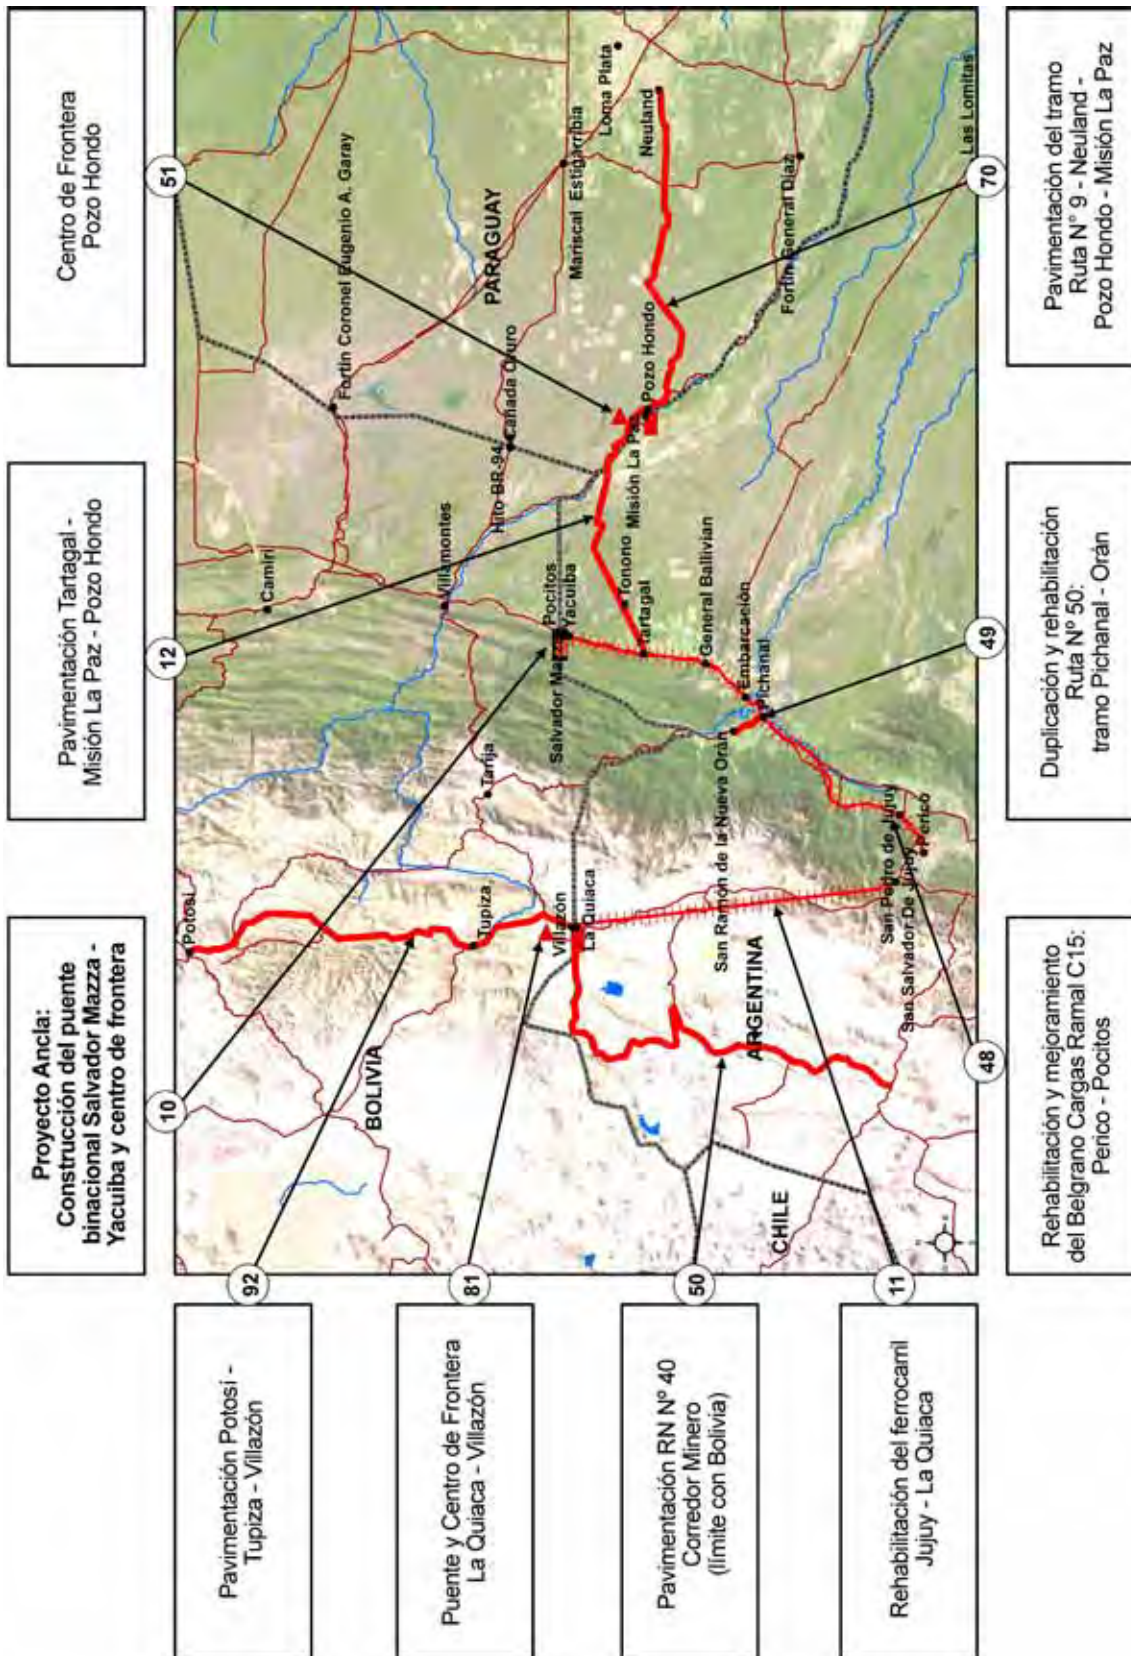 Proyecto Ancla:
Construcción del puente
binacional Salvador Mazza -
Yacuiba y centro de frontera
Pavimentación Tartagal -
Misión La Paz - Pozo Hondo
Centro de Frontera
Pozo Hondo
10
12
51
Pavimentación Potosí -
Tupiza - Villazón
92
Puente y Centro de Frontera
La Quiaca - Villazón
81
Pavimentación RN Nº 40
Corredor Minero
(límite con Bolivia)
50
Rehabilitación del ferrocarril
Jujuy - La Quiaca
11
Potosí
Camiri
Fortín Coronel Eugenio A. Garay
BOLIVIA
Tupiza
Tarija
Villamontes
Hito BR-94
Cañada Oruro
PARAGUAY
Mariscal Estigarribia
Loma Plata
Villazón
La Quiaca
Salvador Mazza
Pocitos
Yacuiba
Tonono
Tartagal
Misión La Paz
Pozo Hondo
Neuland
General Ballivian
Embarcación
Pichanal
San Ramón de la Nueva Orán
Fortín General Díaz
ARGENTINA
CHILE
San Pedro de Jujuy
San Salvador De Jujuy
Perico
Las Lomitas
48
49
70
Rehabilitación y mejoramiento
del Belgrano Cargas Ramal C15:
Perico - Pocitos
Duplicación y rehabilitación
Ruta Nº 50:
tramo Pichanal - Orán
Pavimentación del tramo
Ruta N° 9 - Neuland -
Pozo Hondo - Misión La Paz